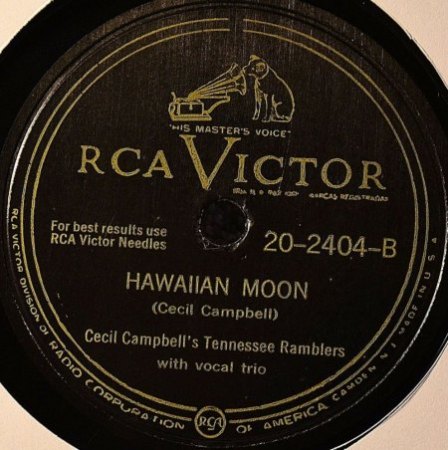 "HIS MASTER'S VOICE"
RCA VICTOR
MARCAS REGISTRADAS
For best results use
RCA Victor Needles
20-2404-B
HAWAIIAN MOON
(Cecil Campbell)
Cecil Campbell's Tennessee Ramblers
with vocal trio
RCA VICTOR DIVISION OF RADIO CORPORATION OF AMERICA CAMDEN N J MADE IN U S A
RCA